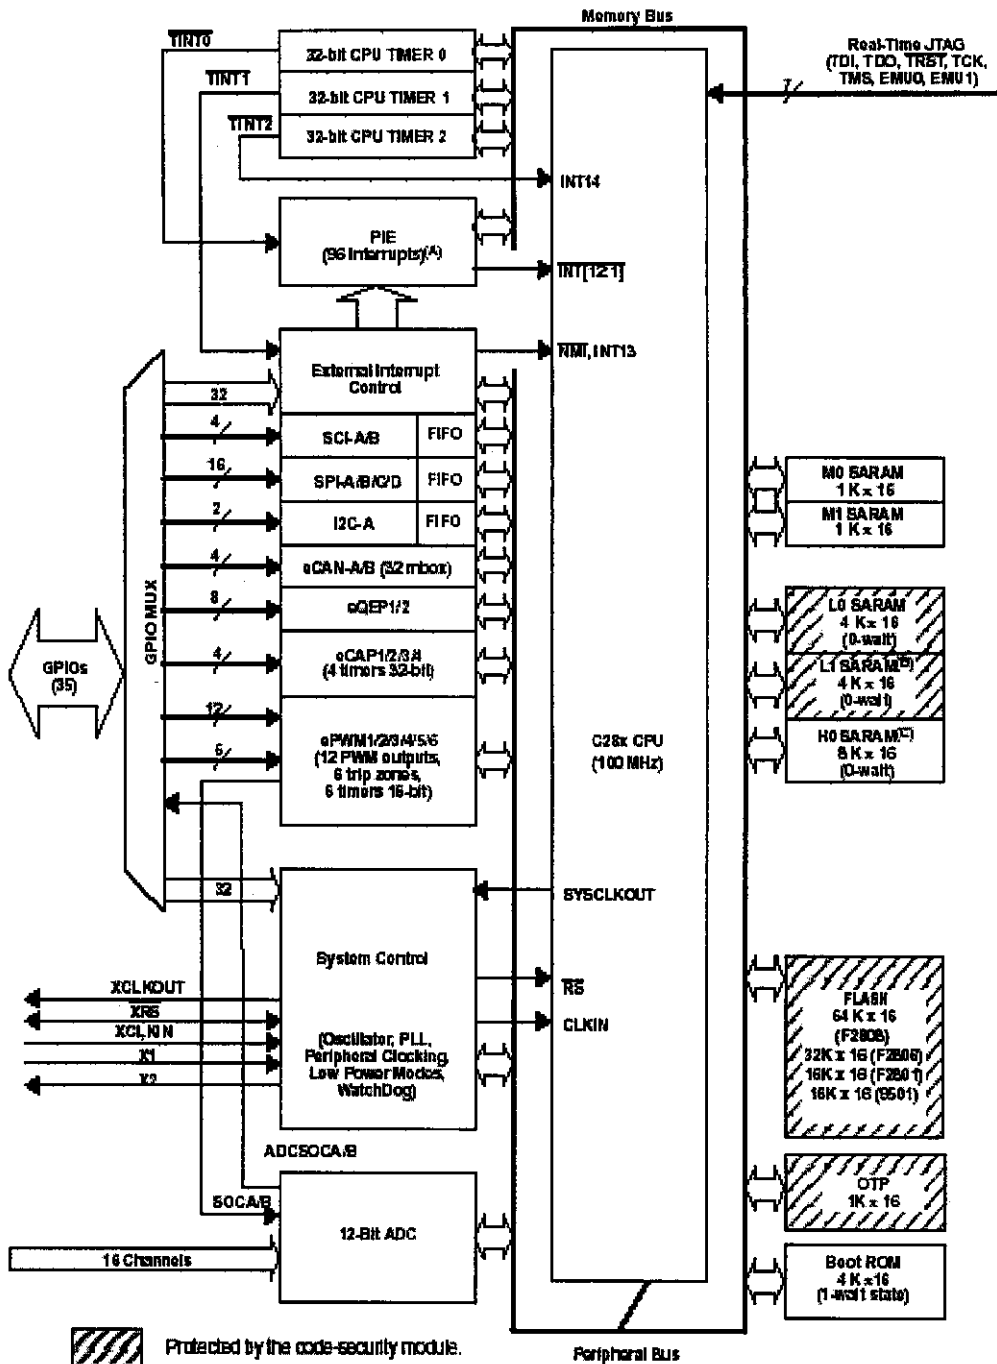 Memory Bus
TINT0
32-bit CPU TIMER 0
TINT1
32-bit CPU TIMER 1
TINT2
32-bit CPU TIMER 2
Real-Time JTAG
(TDI, TDO, TRST, TCK,
TMS, EMU0, EMU1)
7
INT14
PIE
(96 Interrupts)(A)
INT[12:1]
External Interrupt
Control
NMI, INT13
32
4
SCI-A/B
FIFO
16
SPI-A/B/C/D
FIFO
2
I2C-A
FIFO
4
eCAN-A/B (32 mbox)
8
eQEP1/2
4
eCAP1/2/3/4
(4 timers 32-bit)
12
6
ePWM1/2/3/4/5/6
(12 PWM outputs,
6 trip zones,
6 timers 16-bit)
GPIO MUX
GPIOs
(35)
C28x CPU
(100 MHz)
M0 SARAM
1 K x 16
M1 SARAM
1 K x 16
L0 SARAM
4 K x 16
(0-wait)
L1 SARAM(B)
4 K x 16
(0-wait)
H0 SARAM(C)
8 K x 16
(0-wait)
32
SYSCLKOUT
System Control
RS
CLKIN
(Oscillator, PLL,
Peripheral Clocking,
Low Power Modes,
WatchDog)
XCLKOUT
XRS
XCLKIN
X1
X2
FLASH
64 K x 16
(F2808)
32K x 16 (F2806)
16K x 16 (F2801)
16K x 16 (9501)
ADCSOCA/B
SOCA/B
12-Bit ADC
16 Channels
OTP
1K x 16
Boot ROM
4 K x16
(1-wait state)
Protected by the code-security module.
Peripheral Bus